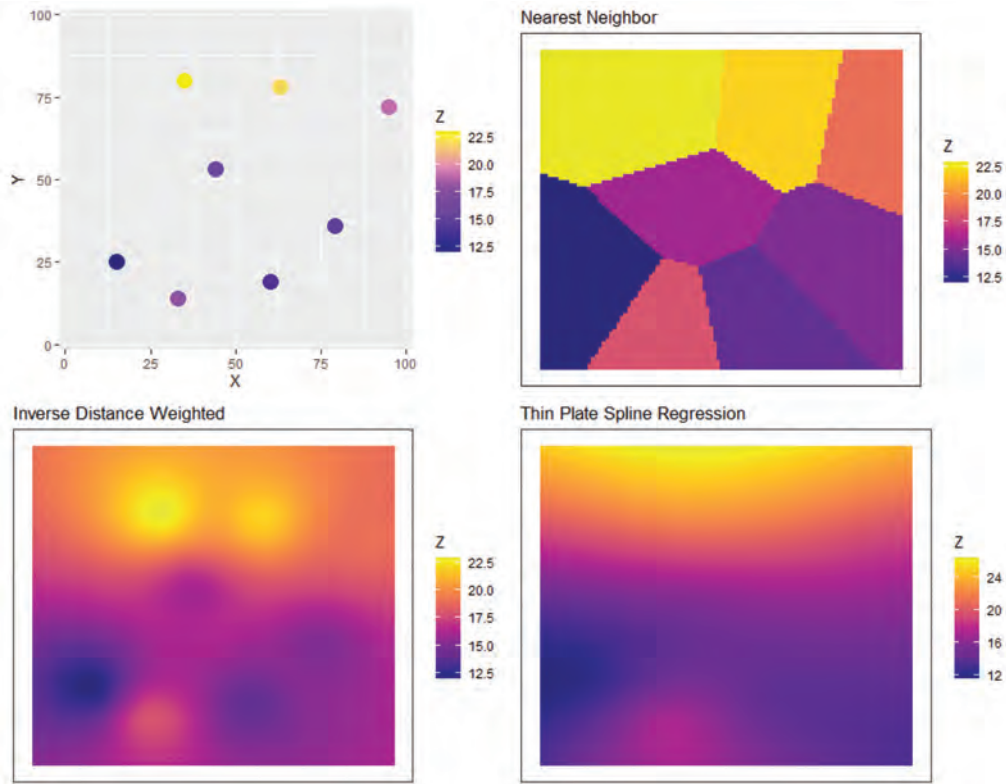 100
75
50
25
0
Y
0 25 50 75 100
X
Z
22.5
20.0
17.5
15.0
12.5
Nearest Neighbor
Z
22.5
20.0
17.5
15.0
12.5
Inverse Distance Weighted
Z
22.5
20.0
17.5
15.0
12.5
Thin Plate Spline Regression
Z
24
20
16
12